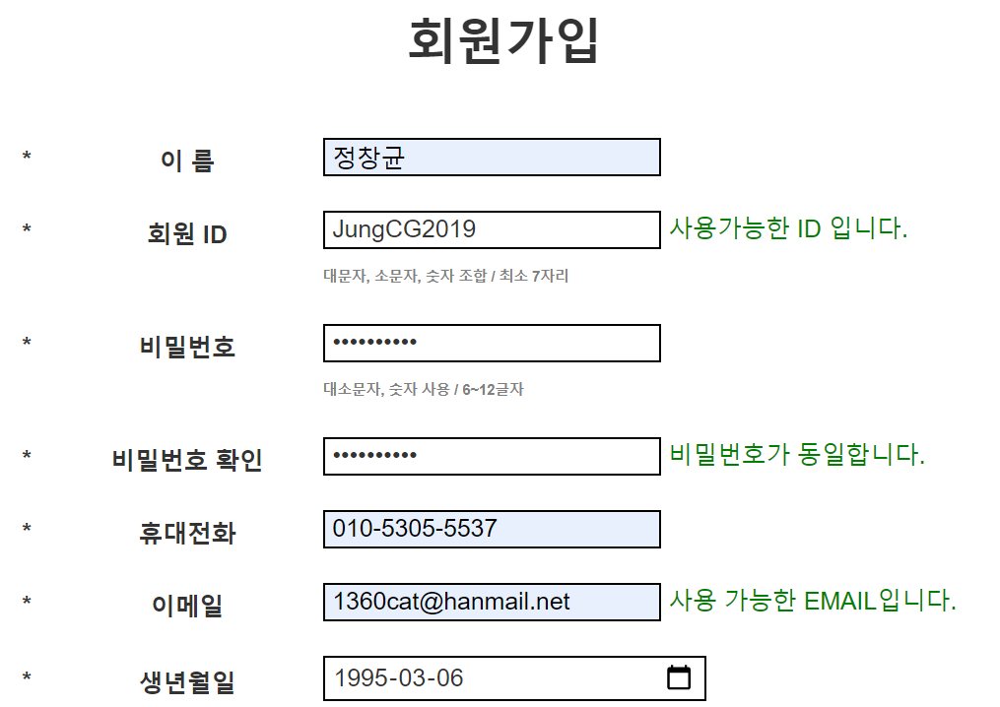 회원가입
* 이 름 정창균
* 회원 ID JungCG2019 사용가능한 ID 입니다.
대문자, 소문자, 숫자 조합 / 최소 7자리
* 비밀번호 ••••••••••
대소문자, 숫자 사용 / 6~12글자
* 비밀번호 확인 •••••••••• 비밀번호가 동일합니다.
* 휴대전화 010-5305-5537
* 이메일 1360cat@hanmail.net 사용 가능한 EMAIL입니다.
* 생년월일 1995-03-06